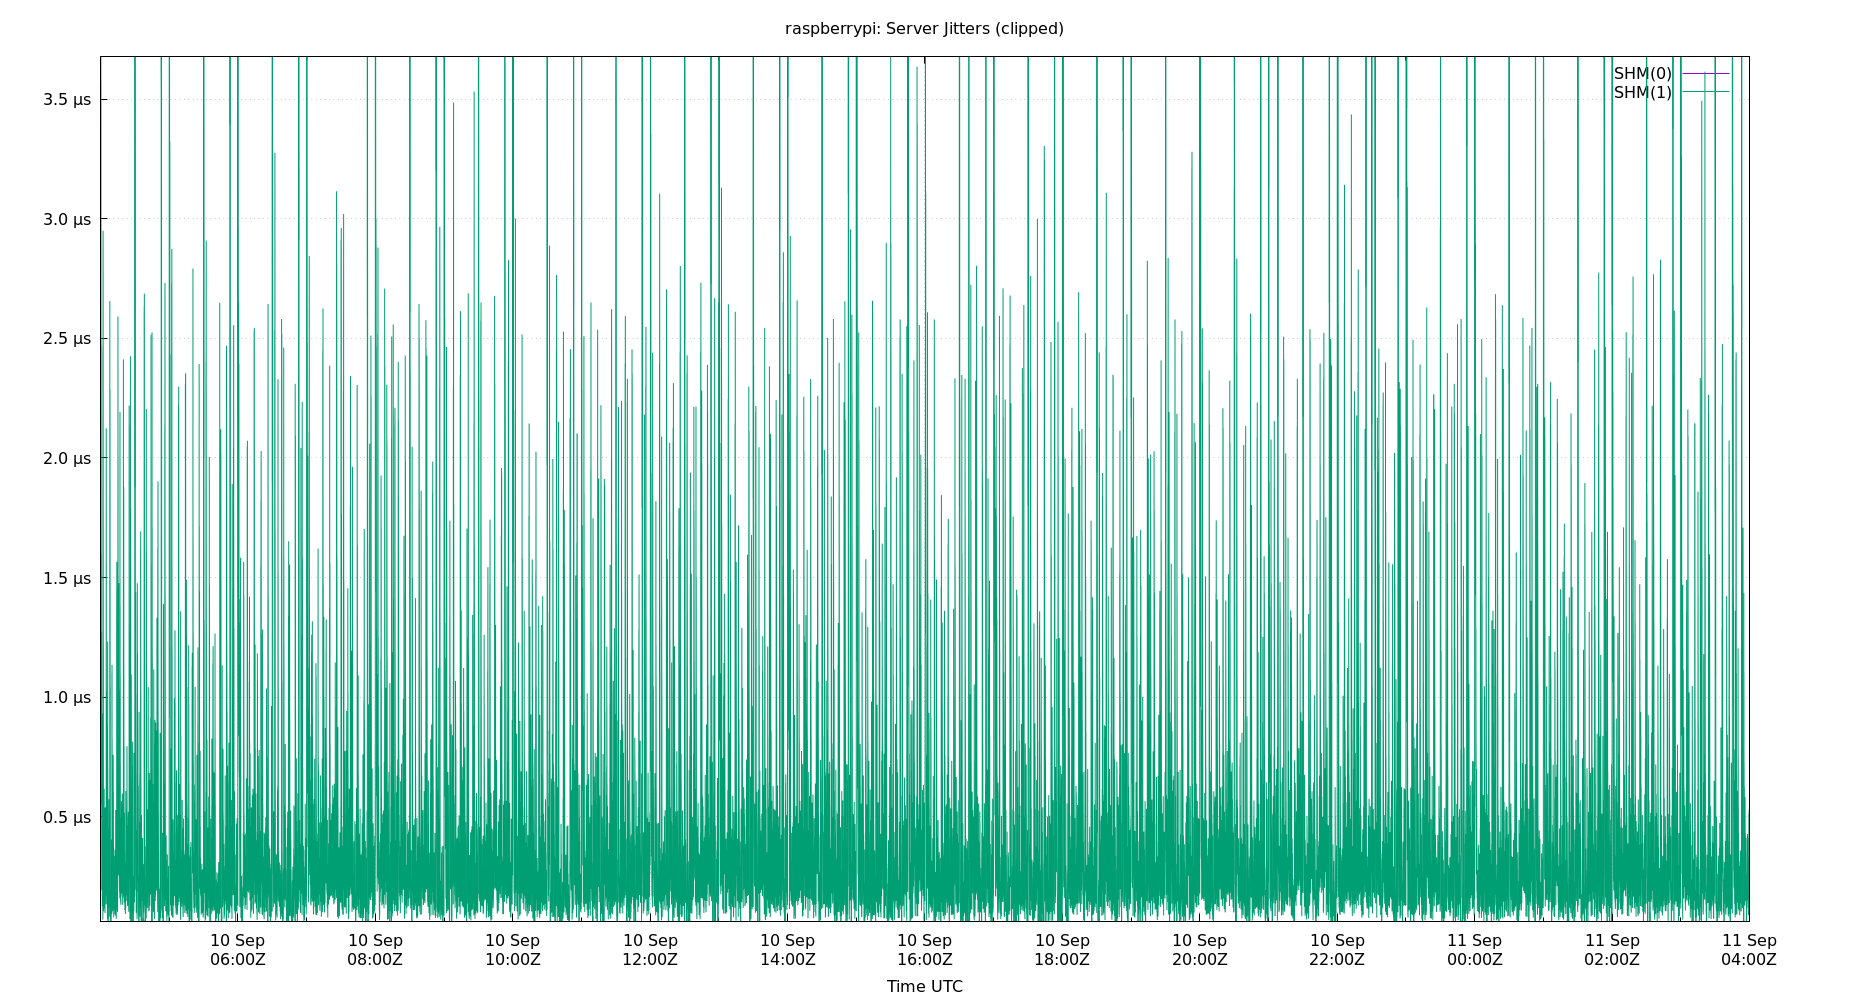 raspberrypi: Server Jitters (clipped)
SHM(0)
SHM(1)
3.5 µs
3.0 µs
2.5 µs
2.0 µs
1.5 µs
1.0 µs
0.5 µs
10 Sep 10 Sep 10 Sep 10 Sep 10 Sep 10 Sep 10 Sep 10 Sep 10 Sep 11 Sep 11 Sep 11 Sep
06:00Z 08:00Z 10:00Z 12:00Z 14:00Z 16:00Z 18:00Z 20:00Z 22:00Z 00:00Z 02:00Z 04:00Z
Time UTC